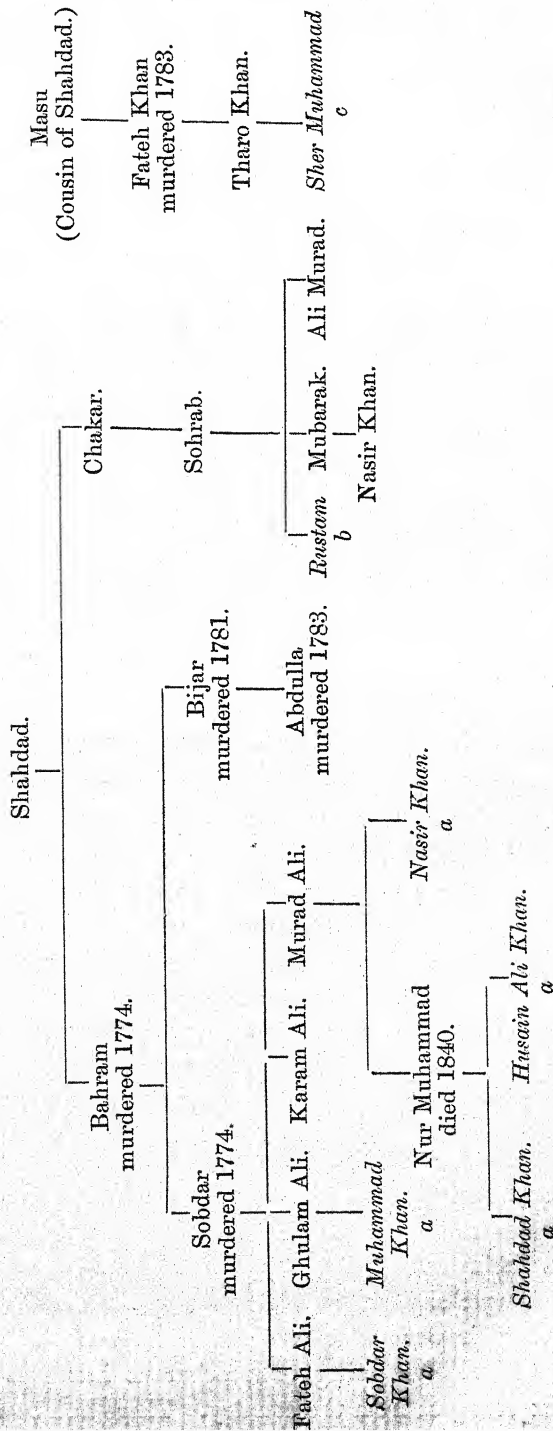 Shahdad.
Masu
(Cousin of Shahdad.)
Bahram
murdered 1774.
Chakar.
Fateh Khan
murdered 1783.
Sobdar
murdered 1774.
Bijar
murdered 1781.
Sohrab.
Tharo Khan.
Fateh Ali.
Ghulam Ali.
Karam Ali.
Murad Ali.
Abdulla
murdered 1783.
Rustam
b
Mubarak.
Ali Murad.
Sher Muhammad
c
Sobdar
Khan.
a
Muhammad
Khan.
a
Nur Muhammad
died 1840.
Nasir Khan.
a
Nasir Khan.
Shahdad Khan.
a
Husain Ali Khan.
a